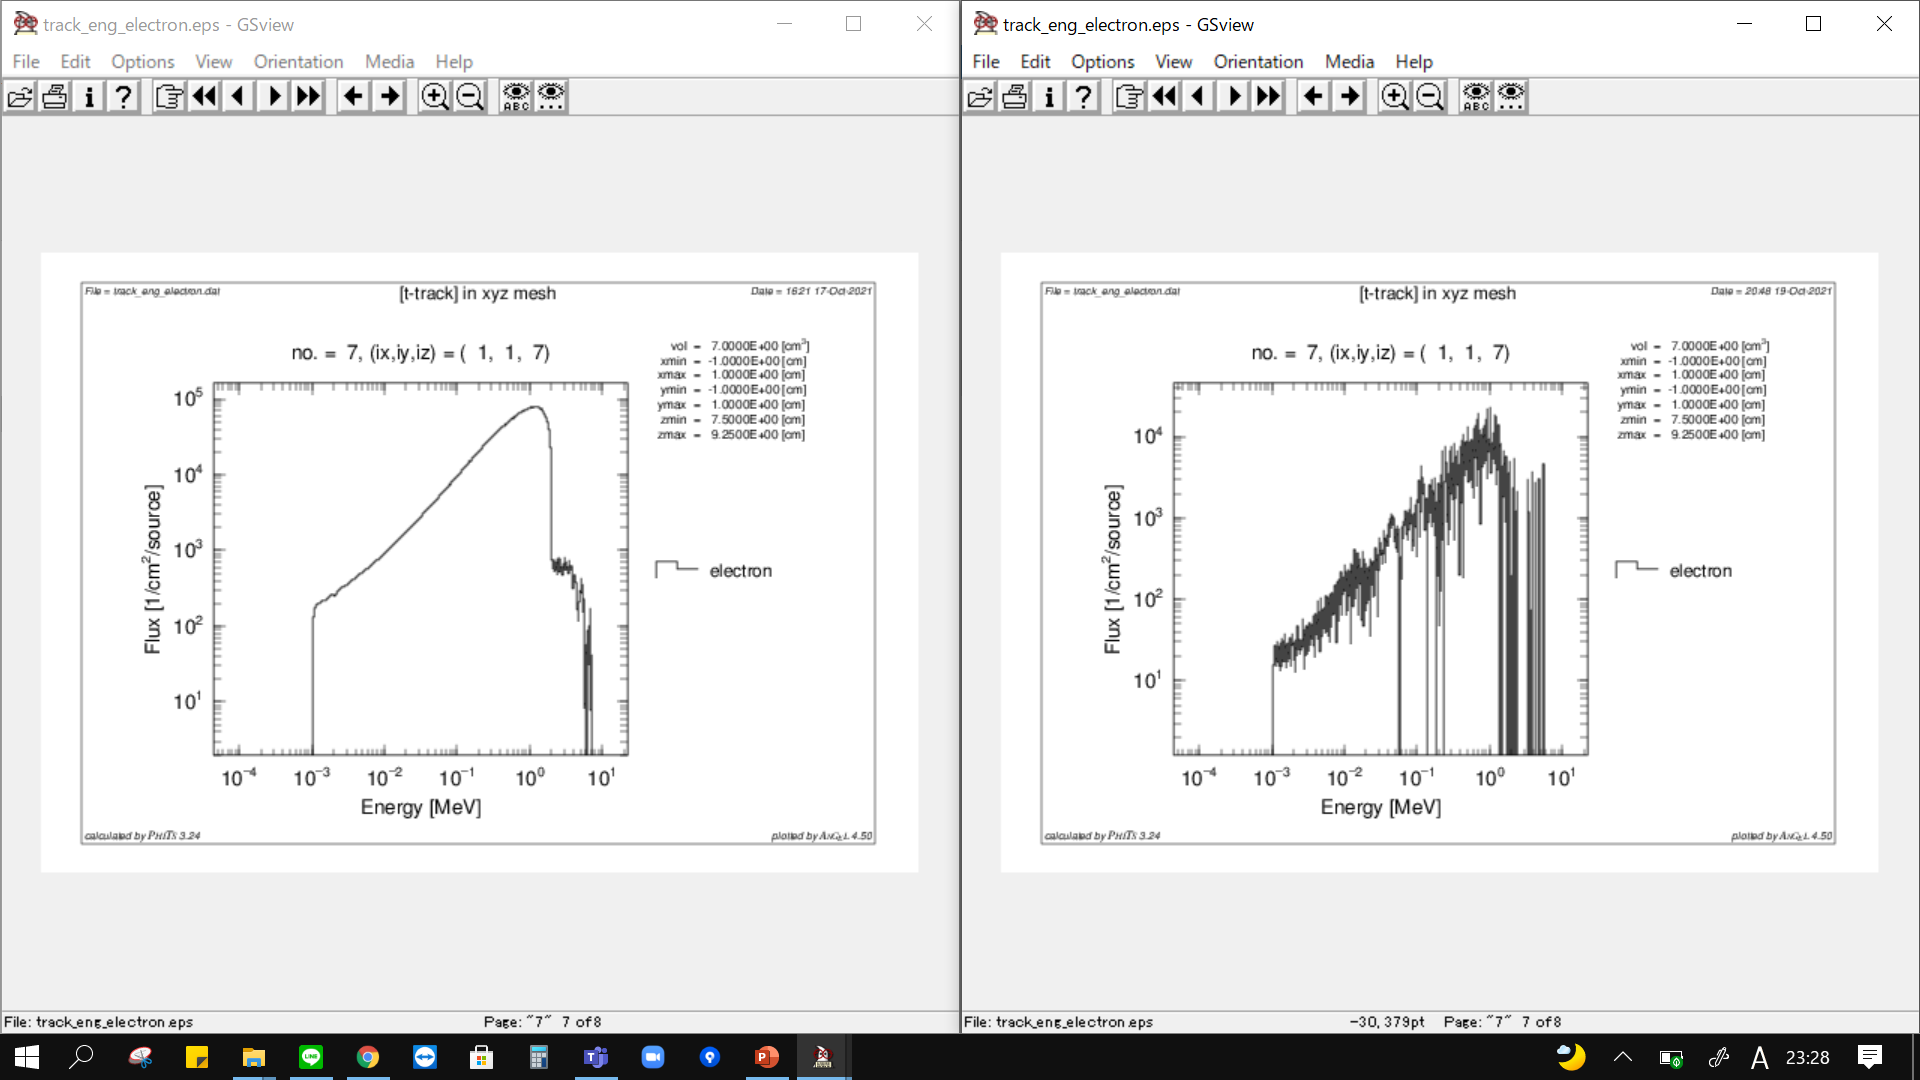 track_eng_electron.eps - GSview
File Edit Options View Orientation Media Help
File = track_eng_electron.dat
[t-track] in xyz mesh
Date = 16:21 17-Oct-2021
no. = 7, (ix,iy,iz) = ( 1, 1, 7)
vol = 7.0000E+00 [cm³]
xmin = -1.0000E+00 [cm]
xmax = 1.0000E+00 [cm]
ymin = -1.0000E+00 [cm]
ymax = 1.0000E+00 [cm]
zmin = 7.5000E+00 [cm]
zmax = 9.2500E+00 [cm]
10⁵
10⁴
10³
10²
10¹
Flux [1/cm²/source]
electron
10⁻⁴ 10⁻³ 10⁻² 10⁻¹ 10⁰ 10¹
Energy [MeV]
calculated by PHITS 3.24
plotted by ANGEL 4.50
File: track_eng_electron.eps
Page: "7" 7 of 8
track_eng_electron.eps - GSview
File Edit Options View Orientation Media Help
File = track_eng_electron.dat
[t-track] in xyz mesh
Date = 20:48 19-Oct-2021
no. = 7, (ix,iy,iz) = ( 1, 1, 7)
vol = 7.0000E+00 [cm³]
xmin = -1.0000E+00 [cm]
xmax = 1.0000E+00 [cm]
ymin = -1.0000E+00 [cm]
ymax = 1.0000E+00 [cm]
zmin = 7.5000E+00 [cm]
zmax = 9.2500E+00 [cm]
10⁴
10³
10²
10¹
Flux [1/cm²/source]
electron
10⁻⁴ 10⁻³ 10⁻² 10⁻¹ 10⁰ 10¹
Energy [MeV]
calculated by PHITS 3.24
plotted by ANGEL 4.50
File: track_eng_electron.eps
-30, 379pt Page: "7" 7 of 8
A 23:28